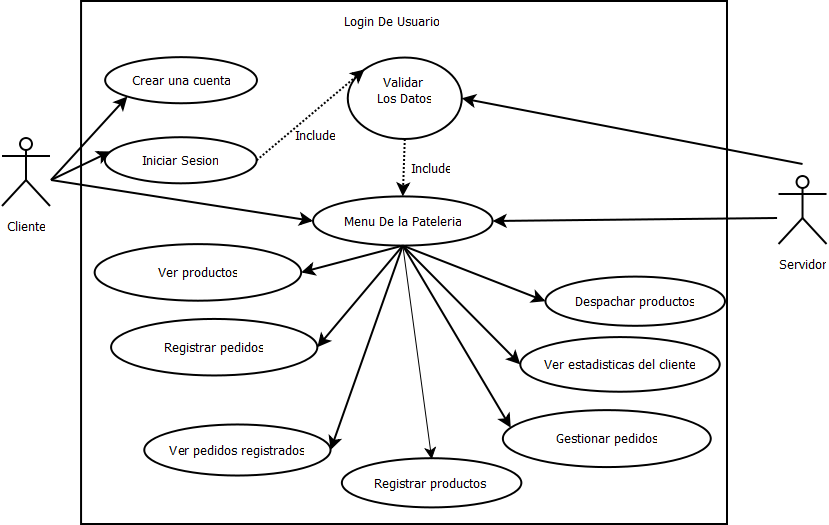 Login De Usuario
Crear una cuenta
Validar
Los Datos
Include
Iniciar Sesion
Include
Cliente
Menu De la Pateleria
Servidor
Ver productos
Despachar productos
Registrar pedidos
Ver estadisticas del cliente
Gestionar pedidos
Ver pedidos registrados
Registrar productos